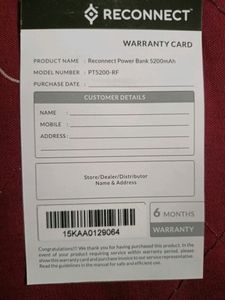 RECONNECT™
WARRANTY CARD
PRODUCT NAME : Reconnect Power Bank 5200mAh
MODEL NUMBER : PT5200-RF
PURCHASE DATE :
CUSTOMER DETAILS
NAME :
MOBILE :
ADDRESS :
Store/Dealer/Distributor
Name & Address
15KAA0129064
6 MONTHS
WARRANTY
Congratulations!! We thank you for having purchased this product. In the
event of your product requiring service within warranty period, please
show this warranty card and purchase invoice to our service representative.
Read the guidelines in the manual for safe and efficient use.